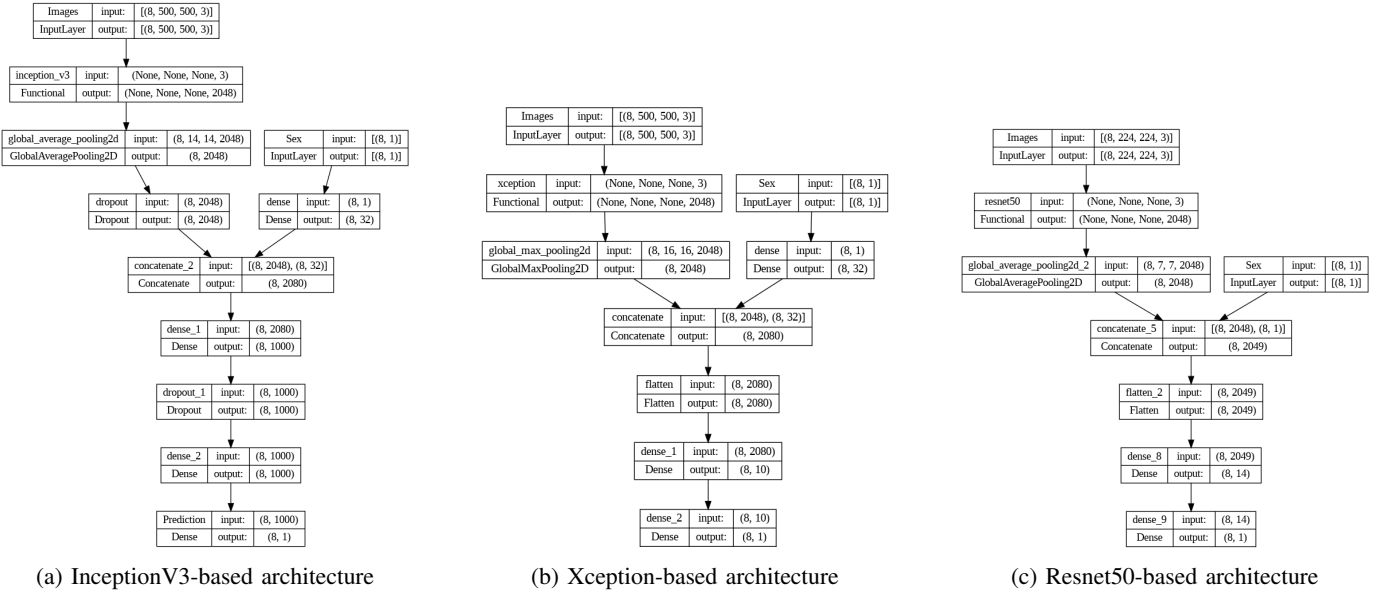 Images input: [(8, 500, 500, 3)]
InputLayer output: [(8, 500, 500, 3)]
inception_v3 input: (None, None, None, 3)
Functional output: (None, None, None, 2048)
global_average_pooling2d input: (8, 14, 14, 2048)
GlobalAveragePooling2D output: (8, 2048)
Sex input: [(8, 1)]
InputLayer output: [(8, 1)]
dropout input: (8, 2048)
Dropout output: (8, 2048)
dense input: (8, 1)
Dense output: (8, 32)
concatenate_2 input: [(8, 2048), (8, 32)]
Concatenate output: (8, 2080)
dense_1 input: (8, 2080)
Dense output: (8, 1000)
dropout_1 input: (8, 1000)
Dropout output: (8, 1000)
dense_2 input: (8, 1000)
Dense output: (8, 1000)
Prediction input: (8, 1000)
Dense output: (8, 1)
(a) InceptionV3-based architecture
Images input: [(8, 500, 500, 3)]
InputLayer output: [(8, 500, 500, 3)]
xception input: (None, None, None, 3)
Functional output: (None, None, None, 2048)
Sex input: [(8, 1)]
InputLayer output: [(8, 1)]
global_max_pooling2d input: (8, 16, 16, 2048)
GlobalMaxPooling2D output: (8, 2048)
dense input: (8, 1)
Dense output: (8, 32)
concatenate input: [(8, 2048), (8, 32)]
Concatenate output: (8, 2080)
flatten input: (8, 2080)
Flatten output: (8, 2080)
dense_1 input: (8, 2080)
Dense output: (8, 10)
dense_2 input: (8, 10)
Dense output: (8, 1)
(b) Xception-based architecture
Images input: [(8, 224, 224, 3)]
InputLayer output: [(8, 224, 224, 3)]
resnet50 input: (None, None, None, 3)
Functional output: (None, None, None, 2048)
global_average_pooling2d_2 input: (8, 7, 7, 2048)
GlobalAveragePooling2D output: (8, 2048)
Sex input: [(8, 1)]
InputLayer output: [(8, 1)]
concatenate_5 input: [(8, 2048), (8, 1)]
Concatenate output: (8, 2049)
flatten_2 input: (8, 2049)
Flatten output: (8, 2049)
dense_8 input: (8, 2049)
Dense output: (8, 14)
dense_9 input: (8, 14)
Dense output: (8, 1)
(c) Resnet50-based architecture